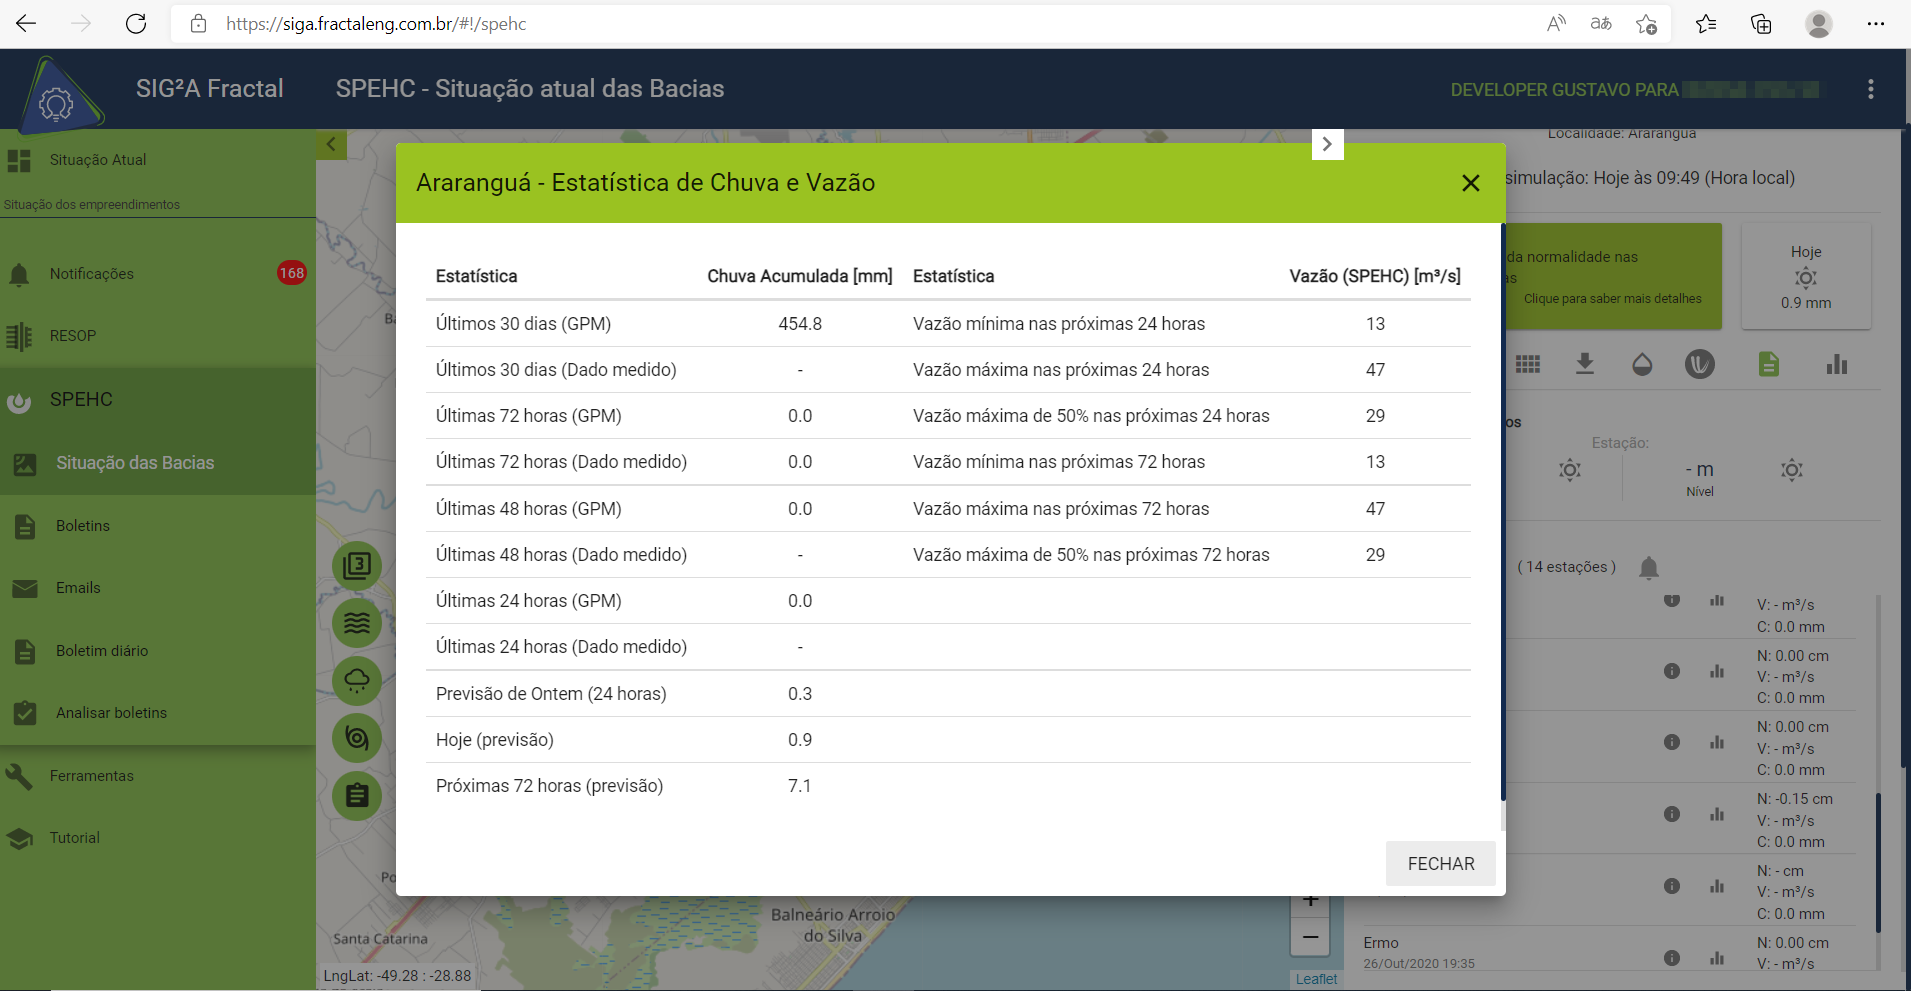 https://siga.fractaleng.com.br/#!/spehc
SIG²A Fractal
SPEHC - Situação atual das Bacias
DEVELOPER GUSTAVO PARA
Situação Atual
Situação dos empreendimentos
Notificações
168
RESOP
SPEHC
Situação das Bacias
Boletins
Emails
Boletim diário
Analisar boletins
Ferramentas
Tutorial
3
Araranguá - Estatística de Chuva e Vazão
Estatística Chuva Acumulada [mm] Estatística Vazão (SPEHC) [m³/s]
Últimos 30 dias (GPM) 454.8 Vazão mínima nas próximas 24 horas 13
Últimos 30 dias (Dado medido) - Vazão máxima nas próximas 24 horas 47
Últimas 72 horas (GPM) 0.0 Vazão máxima de 50% nas próximas 24 horas 29
Últimas 72 horas (Dado medido) 0.0 Vazão mínima nas próximas 72 horas 13
Últimas 48 horas (GPM) 0.0 Vazão máxima nas próximas 72 horas 47
Últimas 48 horas (Dado medido) - Vazão máxima de 50% nas próximas 72 horas 29
Últimas 24 horas (GPM) 0.0
Últimas 24 horas (Dado medido) -
Previsão de Ontem (24 horas) 0.3
Hoje (previsão) 0.9
Próximas 72 horas (previsão) 7.1
FECHAR
Localidade: Araranguá
simulação: Hoje às 09:49 (Hora local)
da normalidade nas
as
Clique para saber mais detalhes
Hoje
0.9 mm
os
Estação:
- m
Nível
( 14 estações )
V: - m³/s
C: 0.0 mm
N: 0.00 cm
V: - m³/s
C: 0.0 mm
N: 0.00 cm
V: - m³/s
C: 0.0 mm
N: -0.15 cm
V: - m³/s
C: 0.0 mm
N: - cm
V: - m³/s
C: 0.0 mm
Ermo
26/Out/2020 19:35
N: 0.00 cm
V: - m³/s
Balneário Arroio
do Silva
Santa Catarina
LngLat: -49.28 : -28.88
+
−
Leaflet